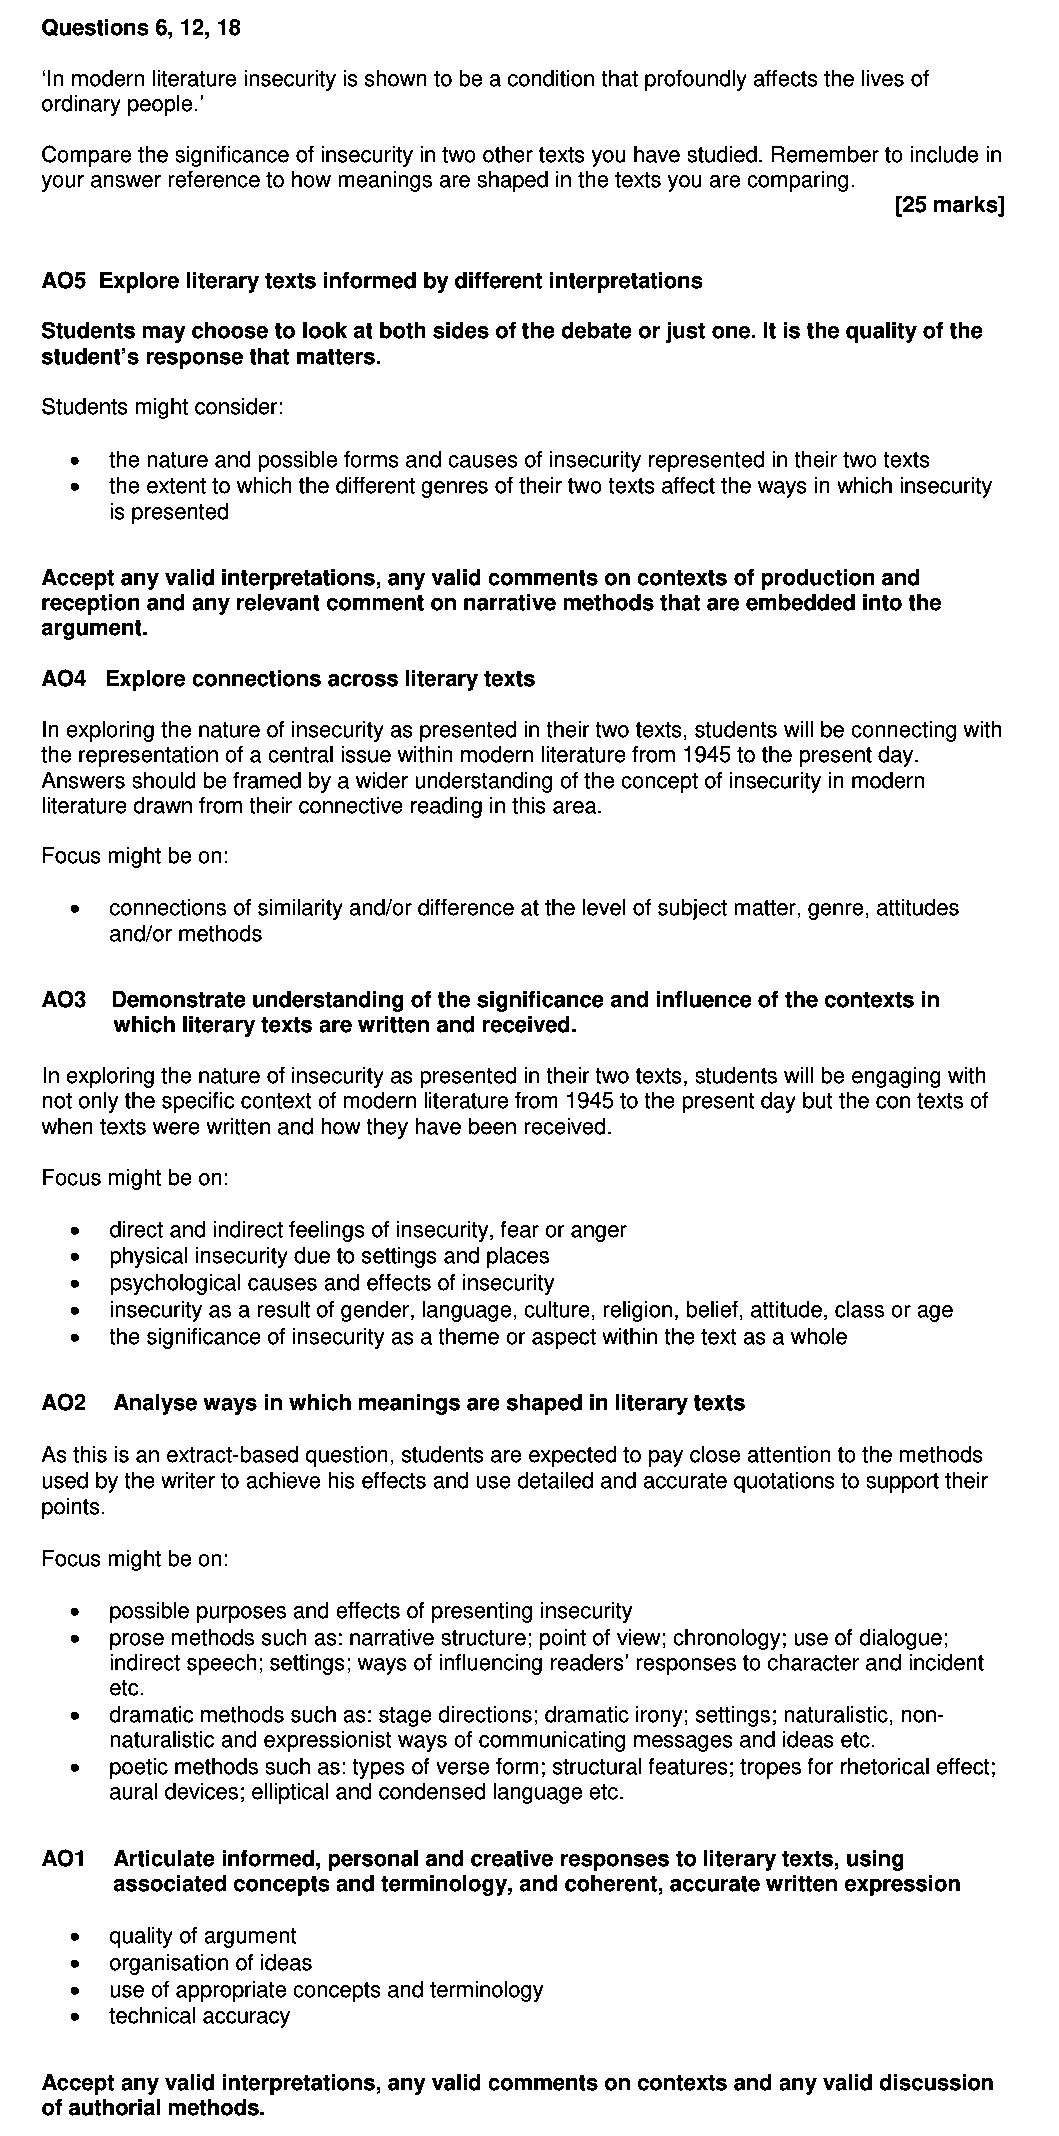 Questions 6, 12, 18
‘In modern literature insecurity is shown to be a condition that profoundly affects the lives of
ordinary people.’
Compare the significance of insecurity in two other texts you have studied. Remember to include in
your answer reference to how meanings are shaped in the texts you are comparing.
[25 marks]
AO5 Explore literary texts informed by different interpretations
Students may choose to look at both sides of the debate or just one. It is the quality of the
student’s response that matters.
Students might consider:
• the nature and possible forms and causes of insecurity represented in their two texts
• the extent to which the different genres of their two texts affect the ways in which insecurity
is presented
Accept any valid interpretations, any valid comments on contexts of production and
reception and any relevant comment on narrative methods that are embedded into the
argument.
AO4 Explore connections across literary texts
In exploring the nature of insecurity as presented in their two texts, students will be connecting with
the representation of a central issue within modern literature from 1945 to the present day.
Answers should be framed by a wider understanding of the concept of insecurity in modern
literature drawn from their connective reading in this area.
Focus might be on:
• connections of similarity and/or difference at the level of subject matter, genre, attitudes
and/or methods
AO3 Demonstrate understanding of the significance and influence of the contexts in
which literary texts are written and received.
In exploring the nature of insecurity as presented in their two texts, students will be engaging with
not only the specific context of modern literature from 1945 to the present day but the con texts of
when texts were written and how they have been received.
Focus might be on:
• direct and indirect feelings of insecurity, fear or anger
• physical insecurity due to settings and places
• psychological causes and effects of insecurity
• insecurity as a result of gender, language, culture, religion, belief, attitude, class or age
• the significance of insecurity as a theme or aspect within the text as a whole
AO2 Analyse ways in which meanings are shaped in literary texts
As this is an extract-based question, students are expected to pay close attention to the methods
used by the writer to achieve his effects and use detailed and accurate quotations to support their
points.
Focus might be on:
• possible purposes and effects of presenting insecurity
• prose methods such as: narrative structure; point of view; chronology; use of dialogue;
indirect speech; settings; ways of influencing readers’ responses to character and incident
etc.
• dramatic methods such as: stage directions; dramatic irony; settings; naturalistic, non-
naturalistic and expressionist ways of communicating messages and ideas etc.
• poetic methods such as: types of verse form; structural features; tropes for rhetorical effect;
aural devices; elliptical and condensed language etc.
AO1 Articulate informed, personal and creative responses to literary texts, using
associated concepts and terminology, and coherent, accurate written expression
• quality of argument
• organisation of ideas
• use of appropriate concepts and terminology
• technical accuracy
Accept any valid interpretations, any valid comments on contexts and any valid discussion
of authorial methods.